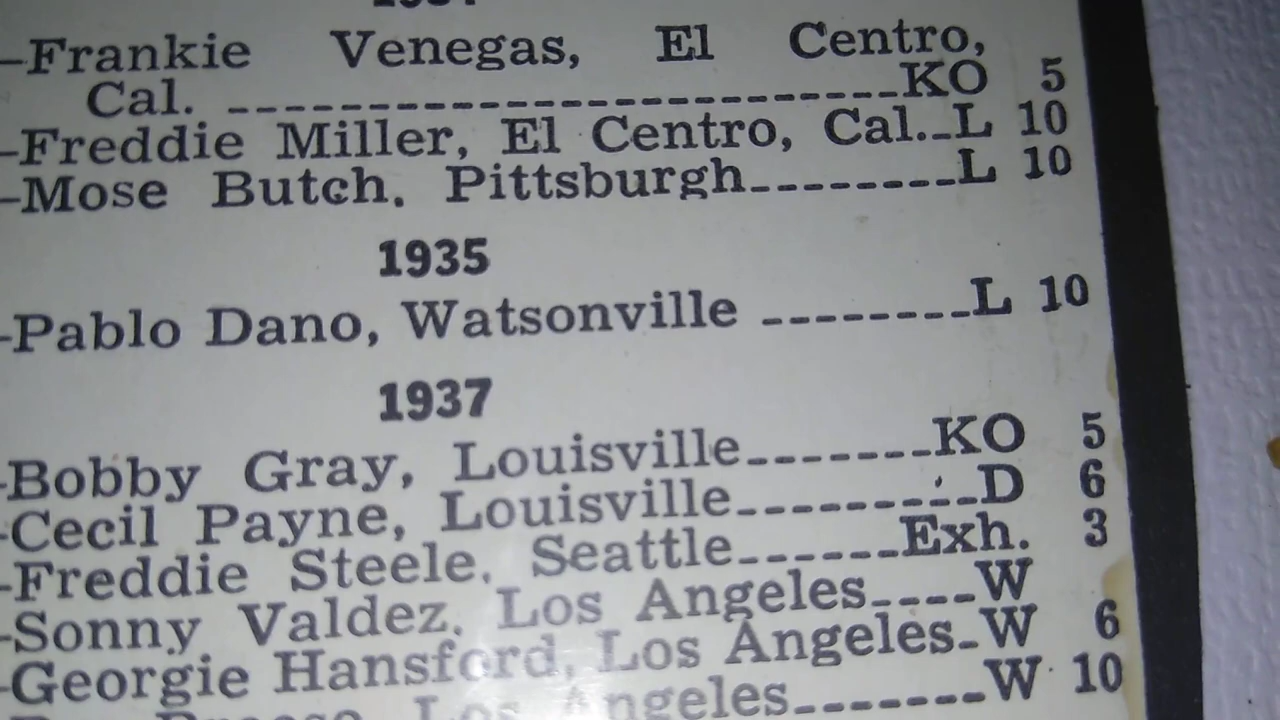 –Frankie Venegas, El Centro,
Cal. --------------------------KO 5
–Freddie Miller, El Centro, Cal.--L 10
–Mose Butch, Pittsburgh---------L 10
1935
–Pablo Dano, Watsonville --------L 10
1937
–Bobby Gray, Louisville-------KO 5
–Cecil Payne, Louisville---------D 6
–Freddie Steele, Seattle------Exh. 3
–Sonny Valdez, Los Angeles----W
–Georgie Hansford, Los Angeles-W 6
Los Angeles-------W 10